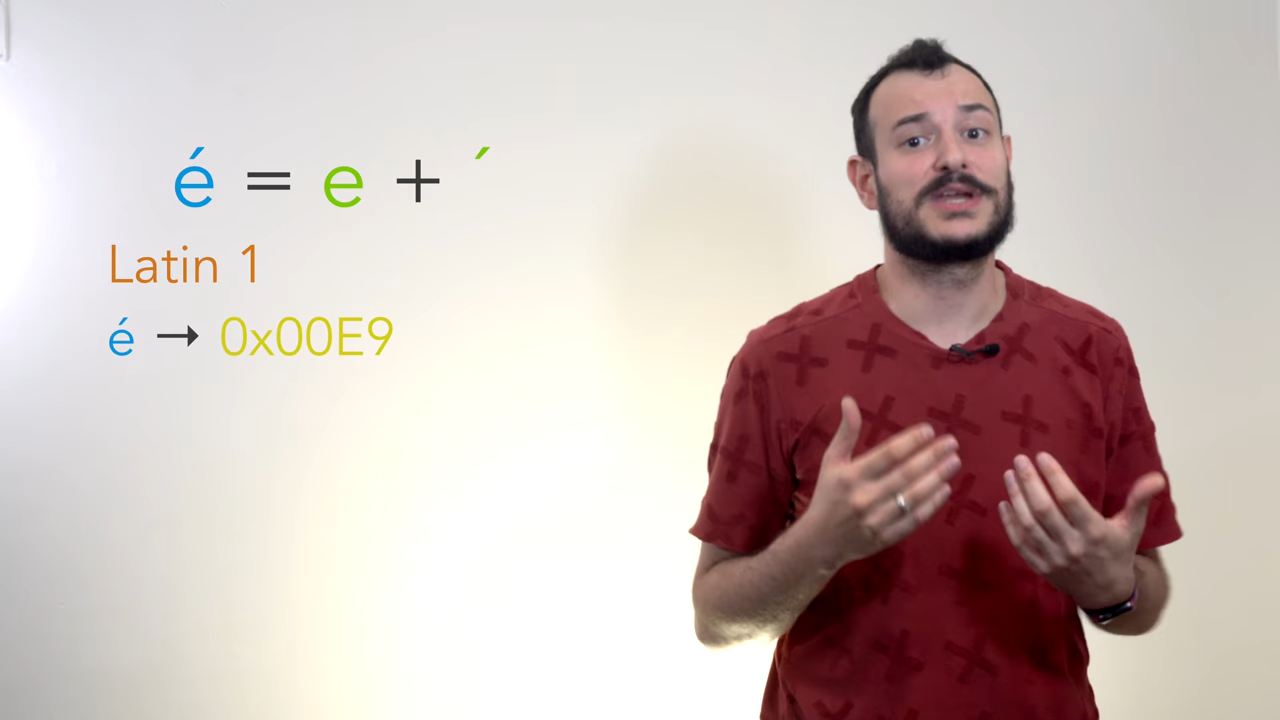 é = e + ´
Latin 1
é → 0x00E9